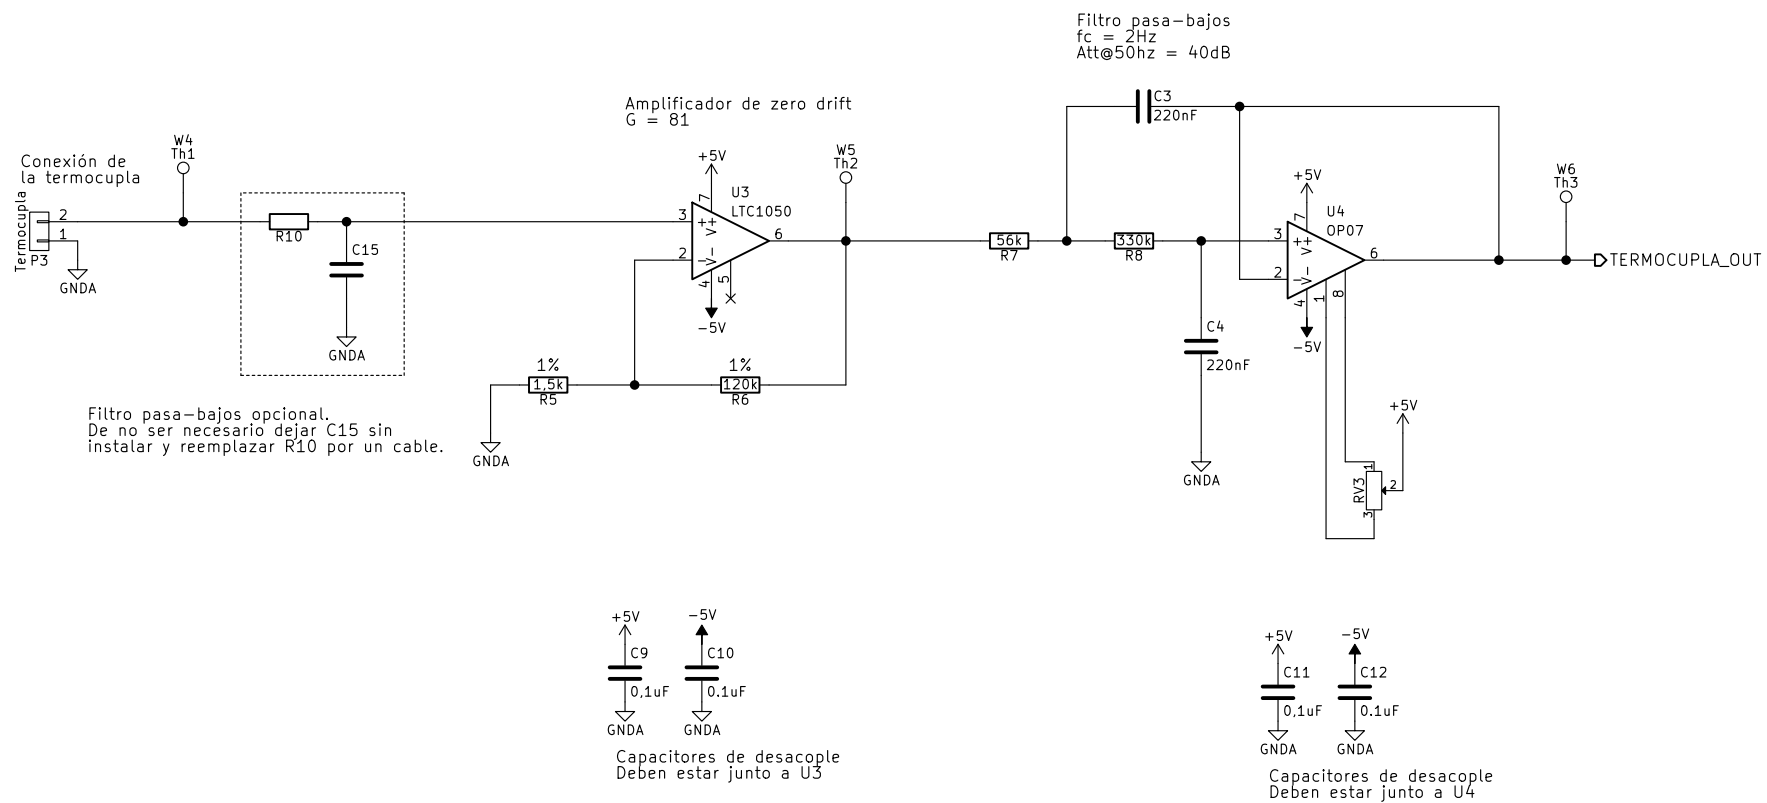 Filtro pasa-bajos
fc = 2Hz
Att@50hz = 40dB
C3
220nF
Amplificador de zero drift
G = 81
W4
Th1
Conexión de
la termocupla
Termocupla
2
1
P3
GNDA
R10
C15
GNDA
Filtro pasa-bajos opcional.
De no ser necesario dejar C15 sin
instalar y reemplazar R10 por un cable.
+5V
7
U3
LTC1050
3
+
V+
2
-
V-
6
4
5
-5V
W5
Th2
1%
1,5k
R5
1%
120k
R6
GNDA
56k
R7
330k
R8
+5V
7
U4
OP07
3
+
V+
2
-
V-
6
4
1
8
-5V
C4
220nF
GNDA
W6
Th3
TERMOCUPLA_OUT
+5V
RV3
1
2
3
+5V
C9
0,1uF
GNDA
-5V
C10
0.1uF
GNDA
Capacitores de desacople
Deben estar junto a U3
+5V
C11
0,1uF
GNDA
-5V
C12
0.1uF
GNDA
Capacitores de desacople
Deben estar junto a U4